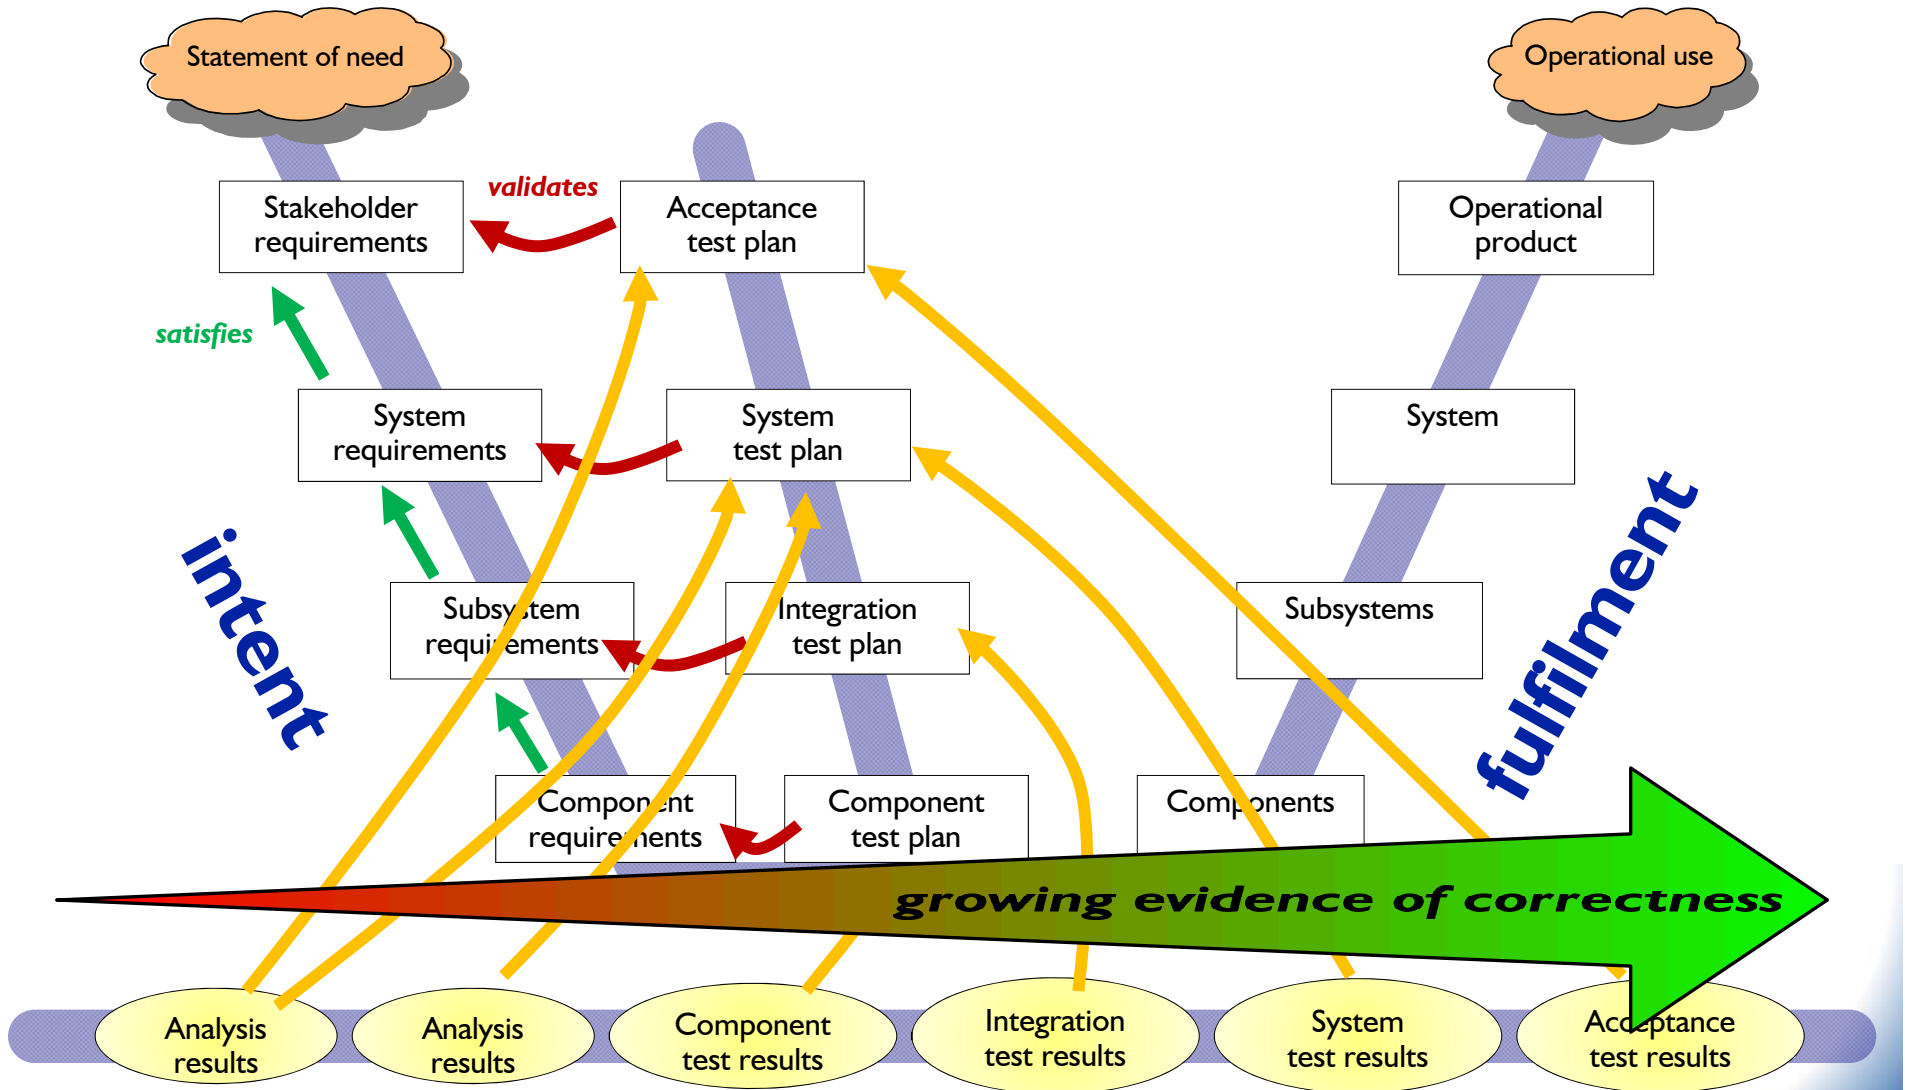 Statement of need
Operational use
validates
Stakeholder
requirements
Acceptance
test plan
Operational
product
satisfies
System
requirements
System
test plan
System
intent
fulfilment
Subsystem
requirements
Integration
test plan
Subsystems
Component
requirements
Component
test plan
Components
growing evidence of correctness
Analysis
results
Analysis
results
Component
test results
Integration
test results
System
test results
Acceptance
test results